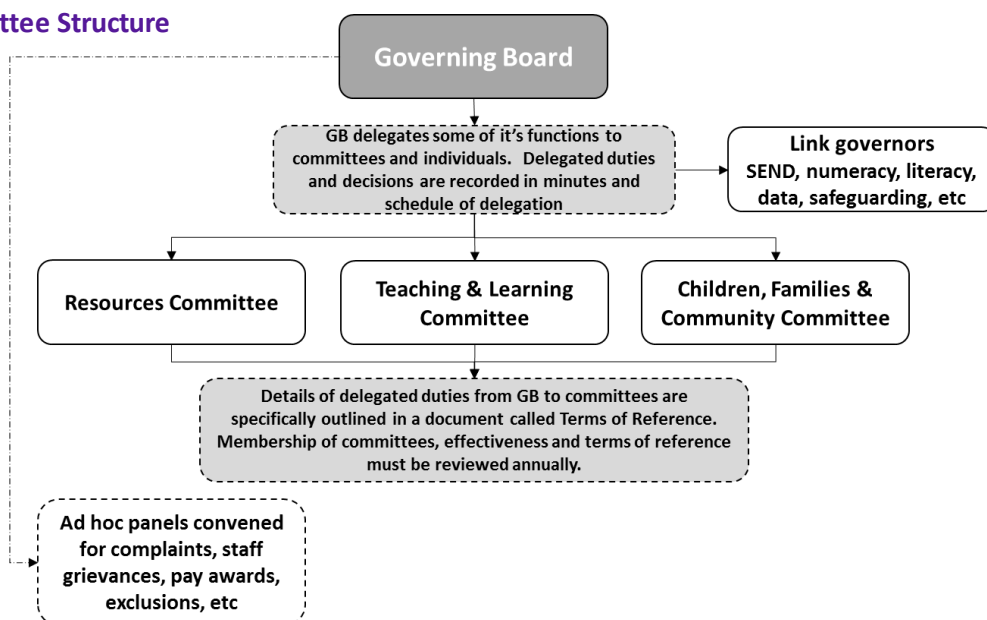 ttee Structure
Governing Board
GB delegates some of it's functions to
committees and individuals.  Delegated duties
and decisions are recorded in minutes and
schedule of delegation
Link governors
SEND, numeracy, literacy,
data, safeguarding, etc
Resources Committee
Teaching & Learning
Committee
Children, Families &
Community Committee
Details of delegated duties from GB to committees are
specifically outlined in a document called Terms of Reference.
Membership of committees, effectiveness and terms of reference
must be reviewed annually.
Ad hoc panels convened
for complaints, staff
grievances, pay awards,
exclusions, etc